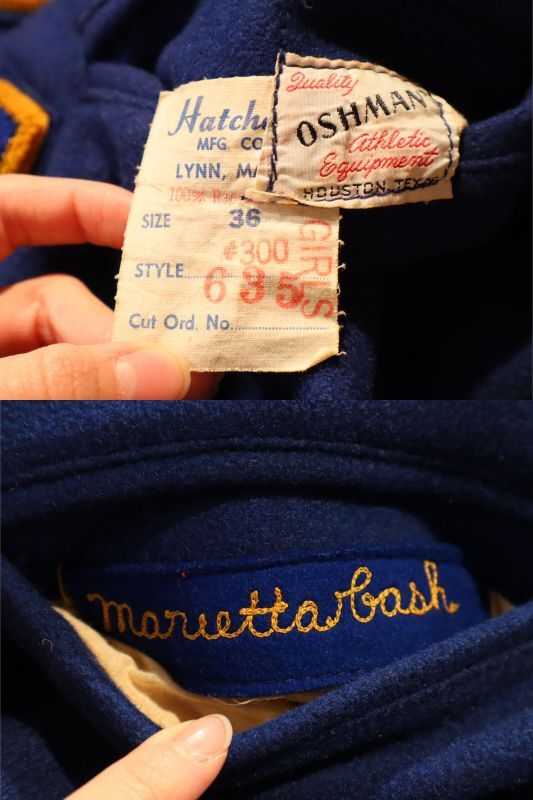 Hatch
MFG. CO
LYNN, MA
100%
SIZE 36
#300
STYLE 635
GIRLS
Cut Ord. No.
Quality
OSHMAN'S
Athletic
Equipment
HOUSTON, TEXAS
marietta cash